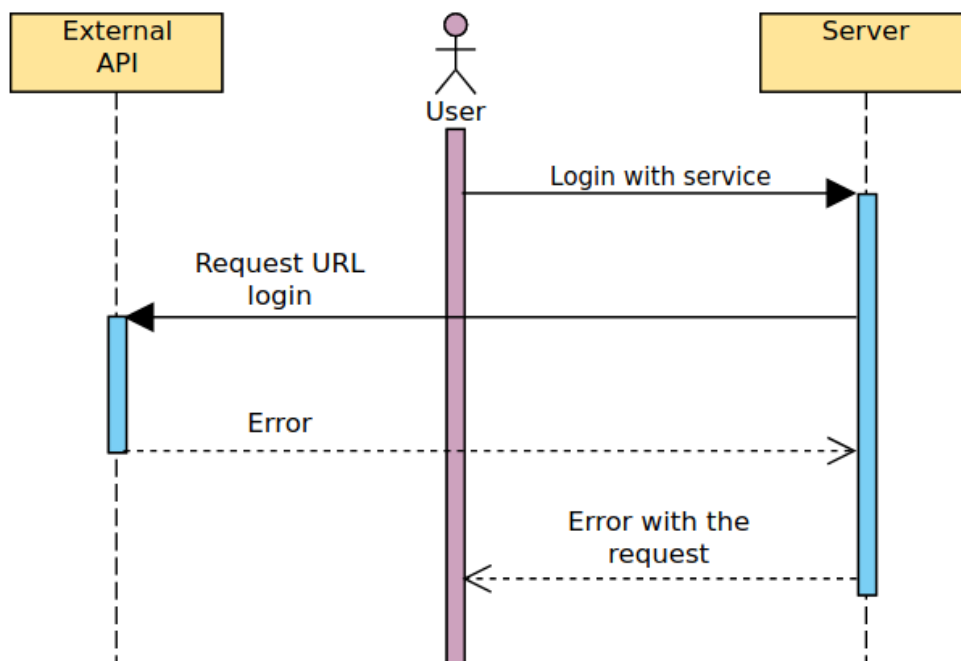 External
API
User
Server
Login with service
Request URL
login
Error
Error with the
request